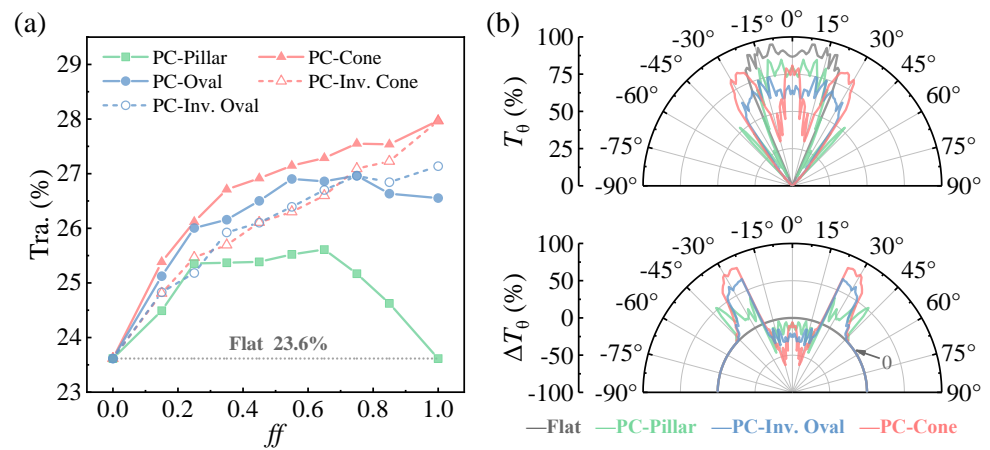 (a)
Tra. (%)
29
28
27
26
25
24
23
PC-Pillar
PC-Cone
PC-Oval
PC-Inv. Cone
PC-Inv. Oval
Flat 23.6%
0.0 0.2 0.4 0.6 0.8 1.0
ff
(b)
-15° 0° 15°
-30° 30°
-45° 45°
-60° 60°
-75° 75°
-90° 90°
Tθ (%)
100
75
50
25
0
-15° 0° 15°
-30° 30°
-45° 45°
-60° 60°
-75° 75°
-90° 90°
ΔTθ (%)
100
50
0
-50
-100
0
Flat PC-Pillar PC-Inv. Oval PC-Cone